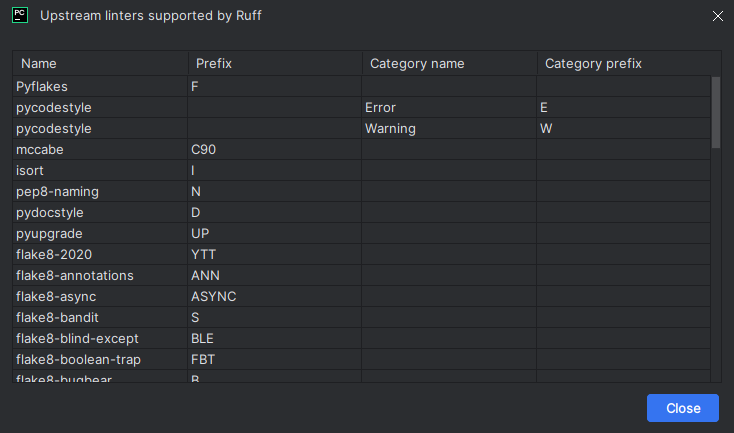 PC Upstream linters supported by Ruff
Name Prefix Category name Category prefix
Pyflakes F
pycodestyle Error E
pycodestyle Warning W
mccabe C90
isort I
pep8-naming N
pydocstyle D
pyupgrade UP
flake8-2020 YTT
flake8-annotations ANN
flake8-async ASYNC
flake8-bandit S
flake8-blind-except BLE
flake8-boolean-trap FBT
flake8-bugbear B
Close